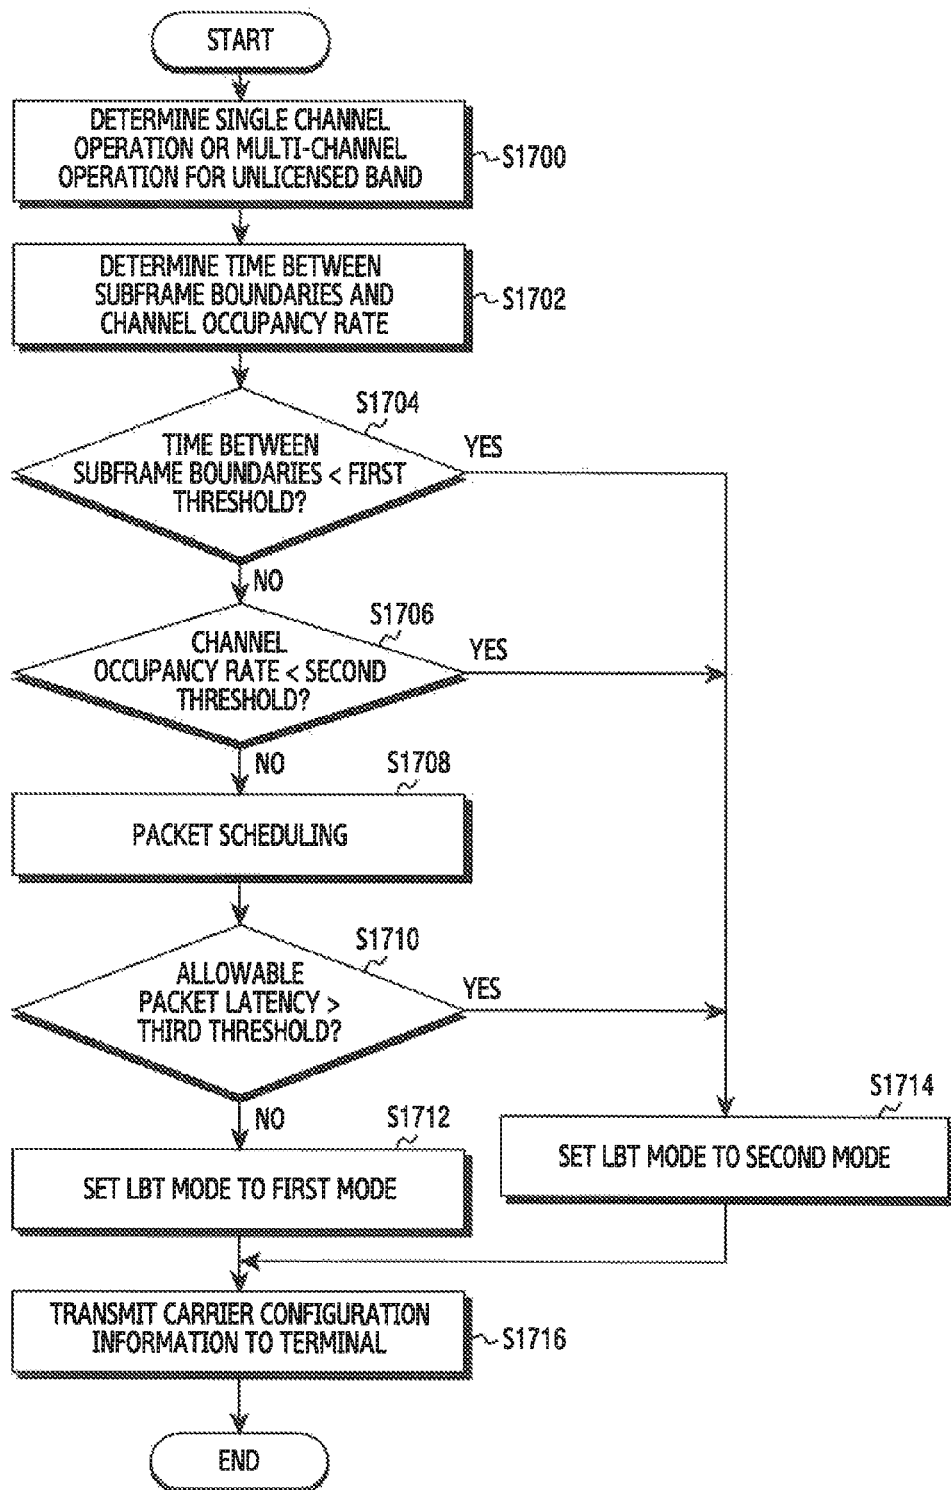 START
DETERMINE SINGLE CHANNEL
OPERATION OR MULTI-CHANNEL
OPERATION FOR UNLICENSED BAND
S1700
DETERMINE TIME BETWEEN
SUBFRAME BOUNDARIES AND
CHANNEL OCCUPANCY RATE
S1702
S1704
TIME BETWEEN
SUBFRAME BOUNDARIES < FIRST
THRESHOLD?
YES
NO
S1706
CHANNEL
OCCUPANCY RATE < SECOND
THRESHOLD?
YES
NO
S1708
PACKET SCHEDULING
S1710
ALLOWABLE
PACKET LATENCY >
THIRD THRESHOLD?
YES
NO
S1712
SET LBT MODE TO FIRST MODE
S1714
SET LBT MODE TO SECOND MODE
TRANSMIT CARRIER CONFIGURATION
INFORMATION TO TERMINAL
S1716
END